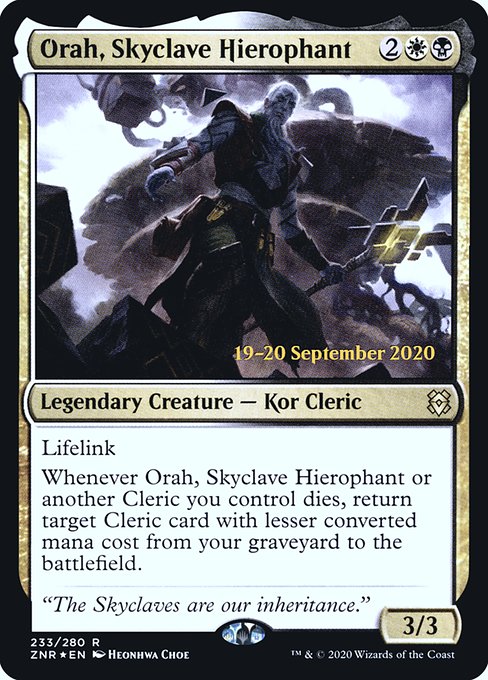 Orah, Skyclave Hierophant 2
19–20 September 2020
Legendary Creature — Kor Cleric
Lifelink
Whenever Orah, Skyclave Hierophant or
another Cleric you control dies, return
target Cleric card with lesser converted
mana cost from your graveyard to the
battlefield.
“The Skyclaves are our inheritance.”
3/3
233/280 R
ZNR ★ EN Heonhwa Choe
™ & © 2020 Wizards of the Coast